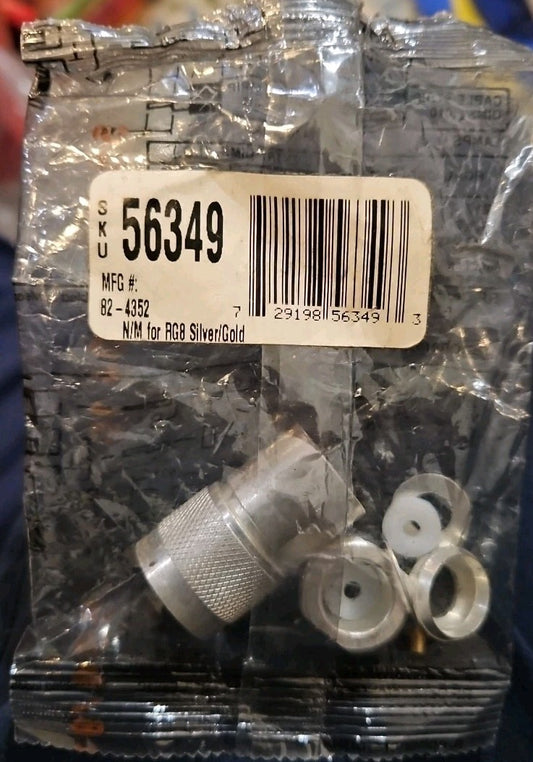 SKU 56349
MFG #:
82-4352
N/M for RG8 Silver/Gold
7 29198 56349 3